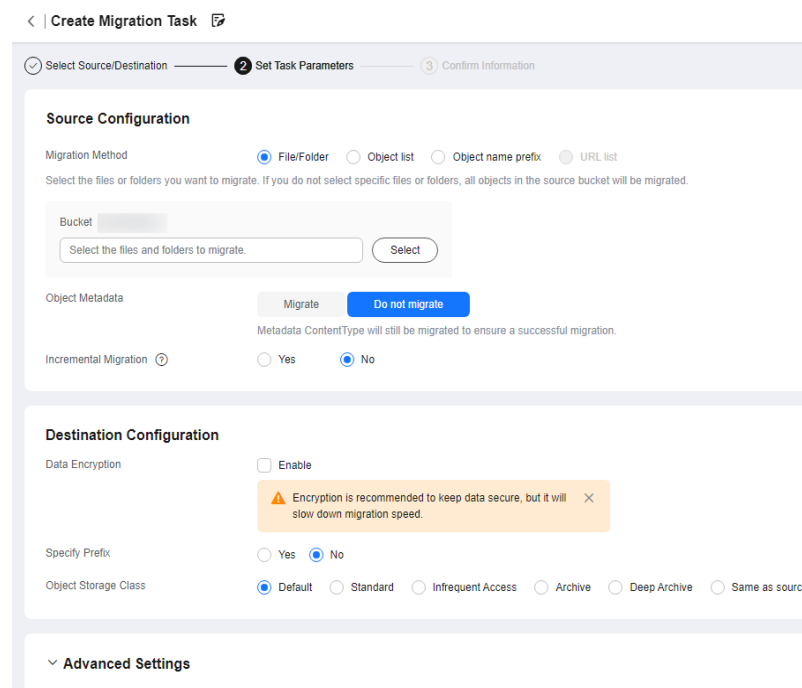 Create Migration Task
Select Source/Destination 2 Set Task Parameters 3 Confirm Information
Source Configuration
Migration Method File/Folder Object list Object name prefix URL list
Select the files or folders you want to migrate. If you do not select specific files or folders, all objects in the source bucket will be migrated.
Bucket
Select the files and folders to migrate. Select
Object Metadata Migrate Do not migrate
Metadata ContentType will still be migrated to ensure a successful migration.
Incremental Migration ? Yes No
Destination Configuration
Data Encryption Enable
Encryption is recommended to keep data secure, but it will
slow down migration speed.
Specify Prefix Yes No
Object Storage Class Default Standard Infrequent Access Archive Deep Archive Same as sourc
Advanced Settings